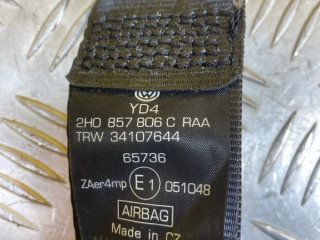 YD4
2H0 857 806 C RAA
TRW 34107644
65736
ZAer4mp E1 051048
AIRBAG
Made in CZ